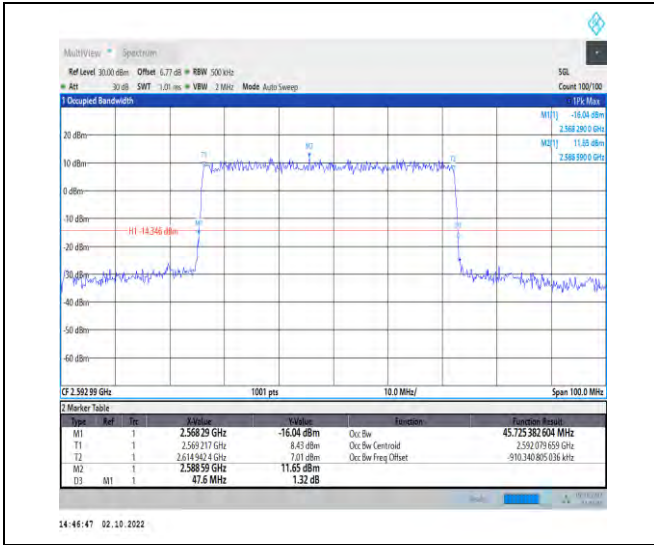 MultiView Spectrum
Ref Level 30.00 dBm Offset 6.77 dB RBW 500 kHz SGL
Att 30 dB SWT 1.01 ms VBW 2 MHz Mode Auto Sweep Count 100/100
1 Occupied Bandwidth 1Pk Max
M1[1] -16.04 dBm
2.568 290 0 GHz
M2[1] 11.65 dBm
2.588 590 0 GHz
20 dBm
M2
T1
T2
10 dBm
0 dBm
-10 dBm
M1
H1 -14.346 dBm
D3
-20 dBm
-30 dBm
-40 dBm
-50 dBm
-60 dBm
CF 2.592 99 GHz 1001 pts 10.0 MHz/ Span 100.0 MHz
2 Marker Table
Type Ref Trc X-Value Y-Value Function Function Result
M1 1 2.568 29 GHz -16.04 dBm Occ Bw 45.725 382 604 MHz
T1 1 2.569 217 GHz 8.43 dBm Occ Bw Centroid 2.592 079 659 GHz
T2 1 2.614 942 4 GHz 7.01 dBm Occ Bw Freq Offset -910.340 805 036 kHz
M2 1 2.588 59 GHz 11.65 dBm
D3 M1 1 47.6 MHz 1.32 dB
14:46:47 02.10.2022